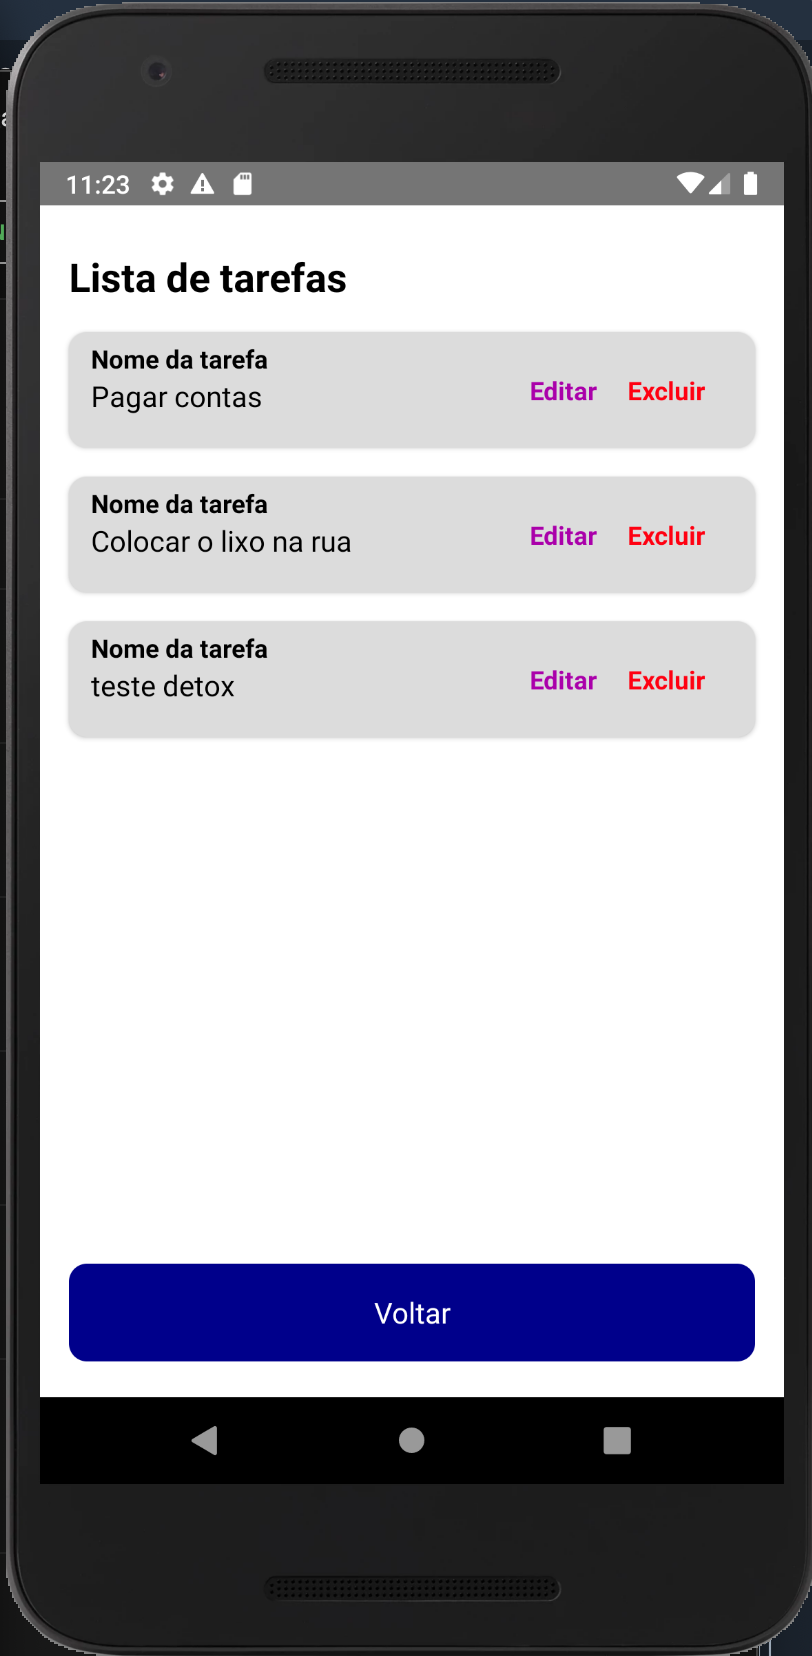 11:23
Lista de tarefas
Nome da tarefa
Pagar contas
Editar Excluir
Nome da tarefa
Colocar o lixo na rua
Editar Excluir
Nome da tarefa
teste detox
Editar Excluir
Voltar